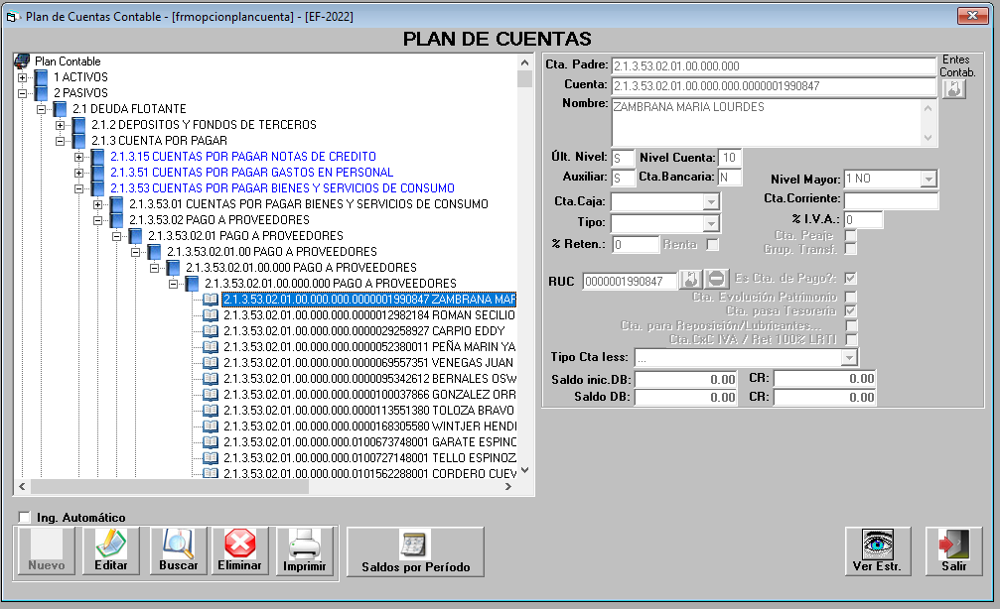 Plan de Cuentas Contable - [frmopcionplancuenta] - [EF-2022]
PLAN DE CUENTAS
Plan Contable
1 ACTIVOS
2 PASIVOS
2.1 DEUDA FLOTANTE
2.1.2 DEPOSITOS Y FONDOS DE TERCEROS
2.1.3 CUENTA POR PAGAR
2.1.3.15 CUENTAS POR PAGAR NOTAS DE CREDITO
2.1.3.51 CUENTAS POR PAGAR GASTOS EN PERSONAL
2.1.3.53 CUENTAS POR PAGAR BIENES Y SERVICIOS DE CONSUMO
2.1.3.53.01 CUENTAS POR PAGAR BIENES Y SERVICIOS DE CONSUMO
2.1.3.53.02 PAGO A PROVEEDORES
2.1.3.53.02.01 PAGO A PROVEEDORES
2.1.3.53.02.01.00 PAGO A PROVEEDORES
2.1.3.53.02.01.00.000 PAGO A PROVEEDORES
2.1.3.53.02.01.00.000.000 PAGO A PROVEEDORES
2.1.3.53.02.01.00.000.000.0000001990847 ZAMBRANA MAR
2.1.3.53.02.01.00.000.000.0000012982184 ROMAN SECILIO
2.1.3.53.02.01.00.000.000.0000029258927 CARPIO EDDY
2.1.3.53.02.01.00.000.000.0000052380011 PEÑA MARIN YA
2.1.3.53.02.01.00.000.000.0000069557351 VENEGAS JUAN
2.1.3.53.02.01.00.000.000.0000095342612 BERNALES OSW
2.1.3.53.02.01.00.000.000.0000100037866 GONZALEZ ORR
2.1.3.53.02.01.00.000.000.0000113551380 TOLOZA BRAVO
2.1.3.53.02.01.00.000.000.0000168305580 WINTJER HENDI
2.1.3.53.02.01.00.000.000.0100673748001 GARATE ESPINC
2.1.3.53.02.01.00.000.000.0100727148001 TELLO ESPINOZ
2.1.3.53.02.01.00.000.000.0101562288001 CORDERO CUEV
Cta. Padre: 2.1.3.53.02.01.00.000.000
Entes
Contab.
Cuenta: 2.1.3.53.02.01.00.000.000.0000001990847
Nombre: ZAMBRANA MARIA LOURDES
Últ. Nivel: S Nivel Cuenta: 10
Auxiliar: S Cta.Bancaria: N Nivel Mayor: 1 NO
Cta.Caja: Cta.Corriente:
Tipo: % I.V.A.: 0
% Reten.: 0 Renta Cta. Peaje
Grup. Transf.
RUC 0000001990847 Es Cta. de Pago?:
Cta. Evolución Patrimonio
Cta. pasa Tesorería
Cta. para Reposición/Lubricantes...
Cta.CxC IVA / Ret 100% LRTI
Tipo Cta Iess: ...
Saldo inic.DB: 0.00 CR: 0.00
Saldo DB: 0.00 CR: 0.00
Ing. Automático
Nuevo Editar Buscar Eliminar Imprimir Saldos por Período Ver Estr. Salir